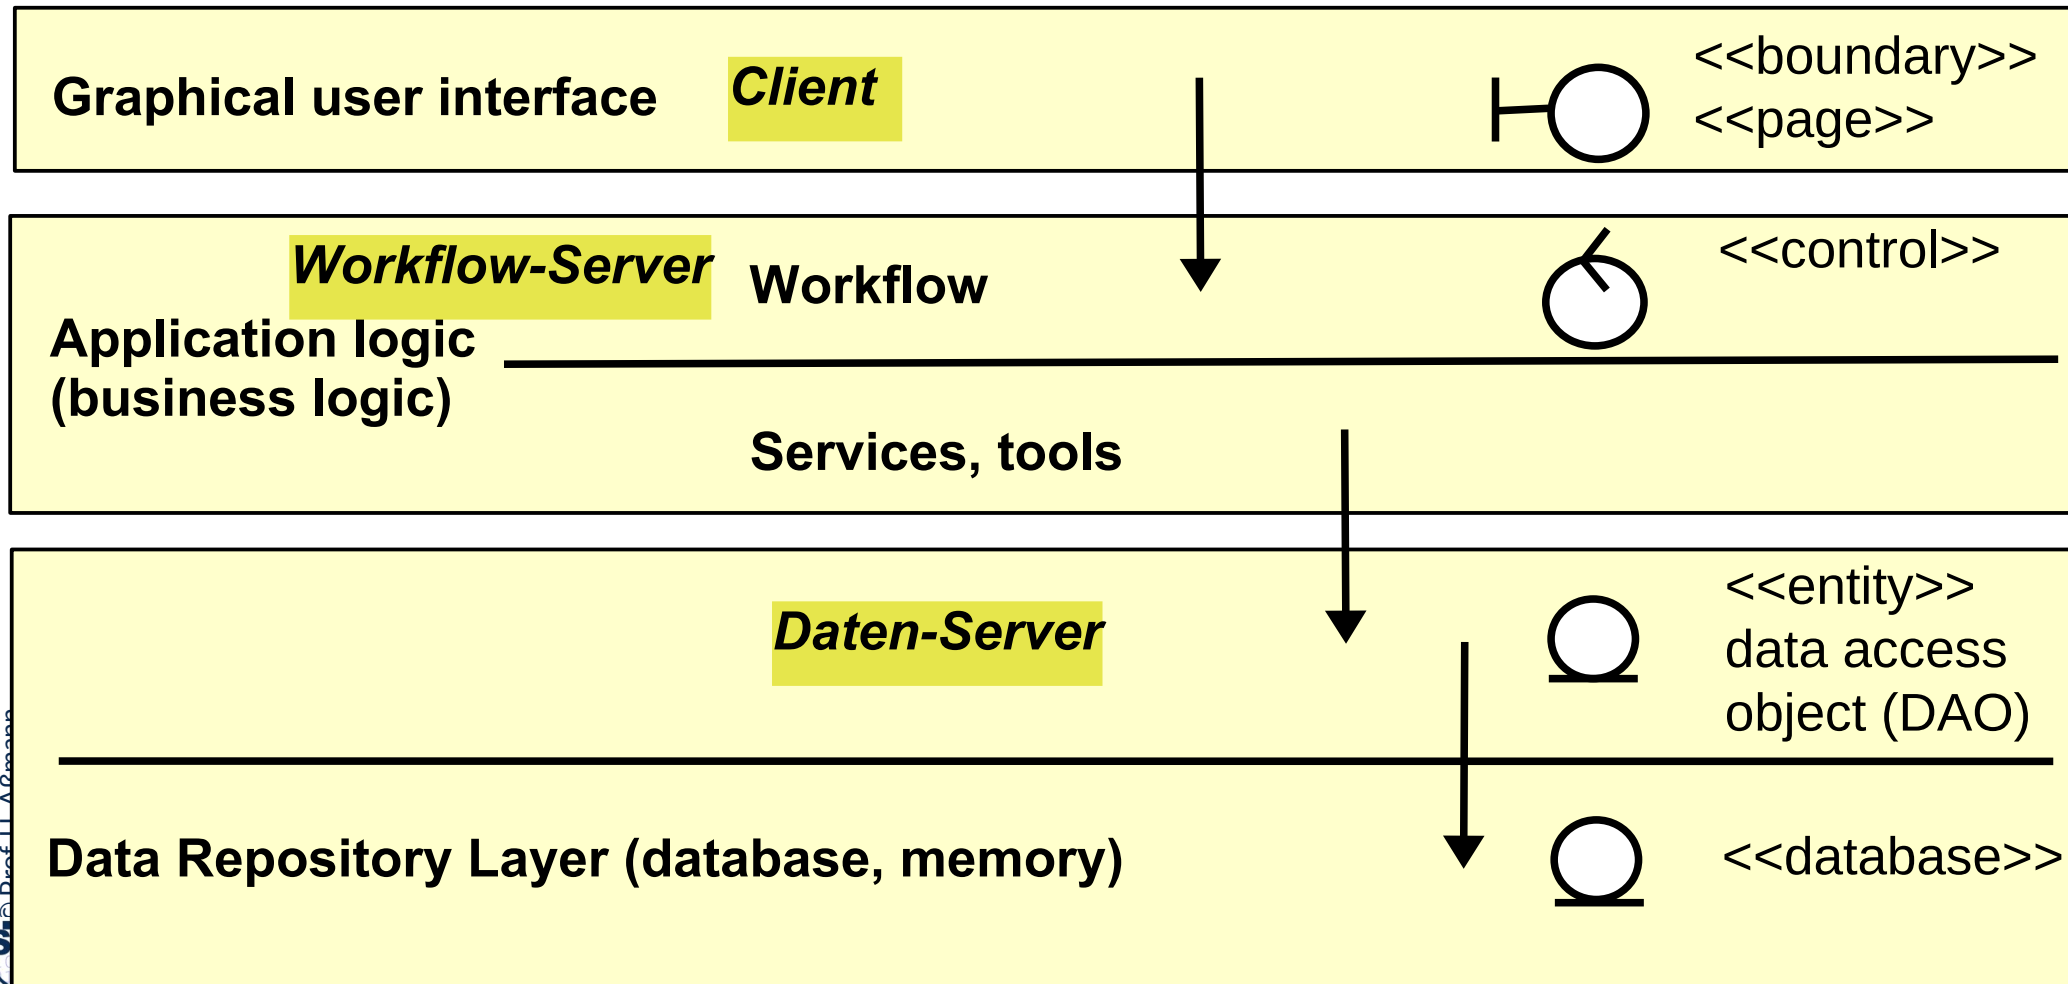 Graphical user interface
Client
<<boundary>>
<<page>>
Workflow-Server
Workflow
<<control>>
Application logic
(business logic)
Services, tools
Daten-Server
<<entity>>
data access
object (DAO)
Data Repository Layer (database, memory)
<<database>>